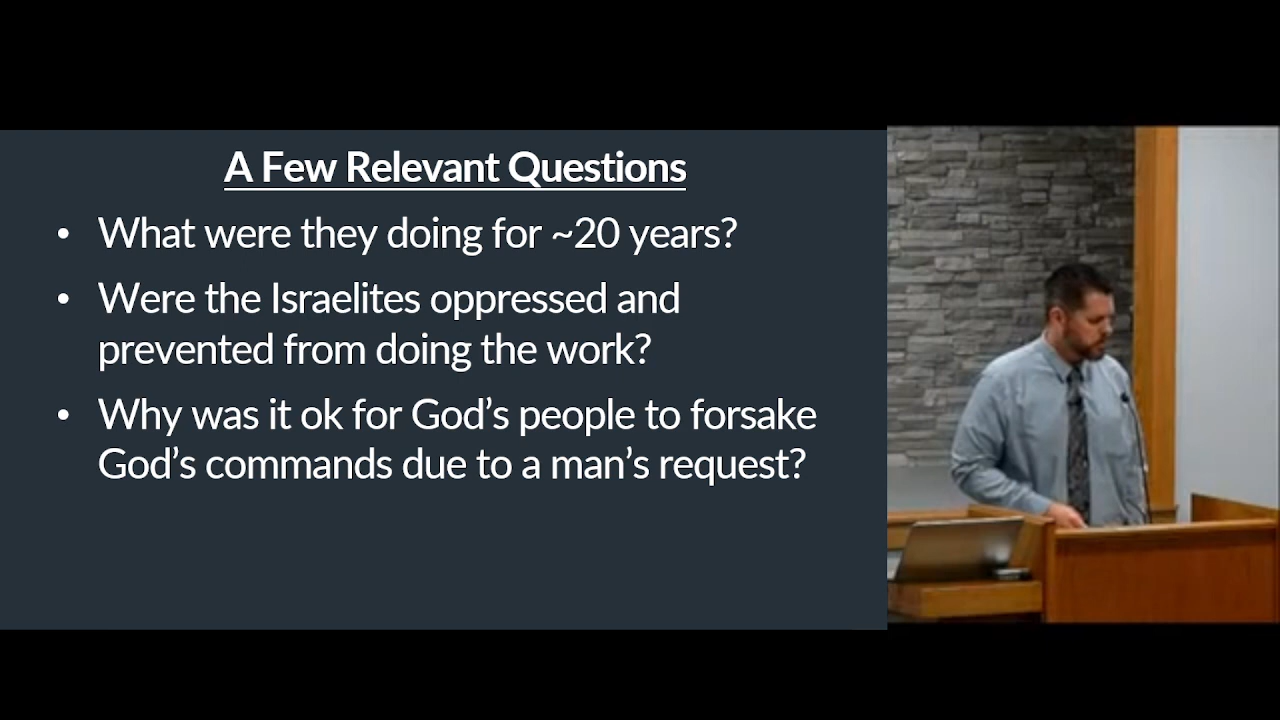 A Few Relevant Questions
• What were they doing for ~20 years?
• Were the Israelites oppressed and
prevented from doing the work?
• Why was it ok for God’s people to forsake
God’s commands due to a man’s request?